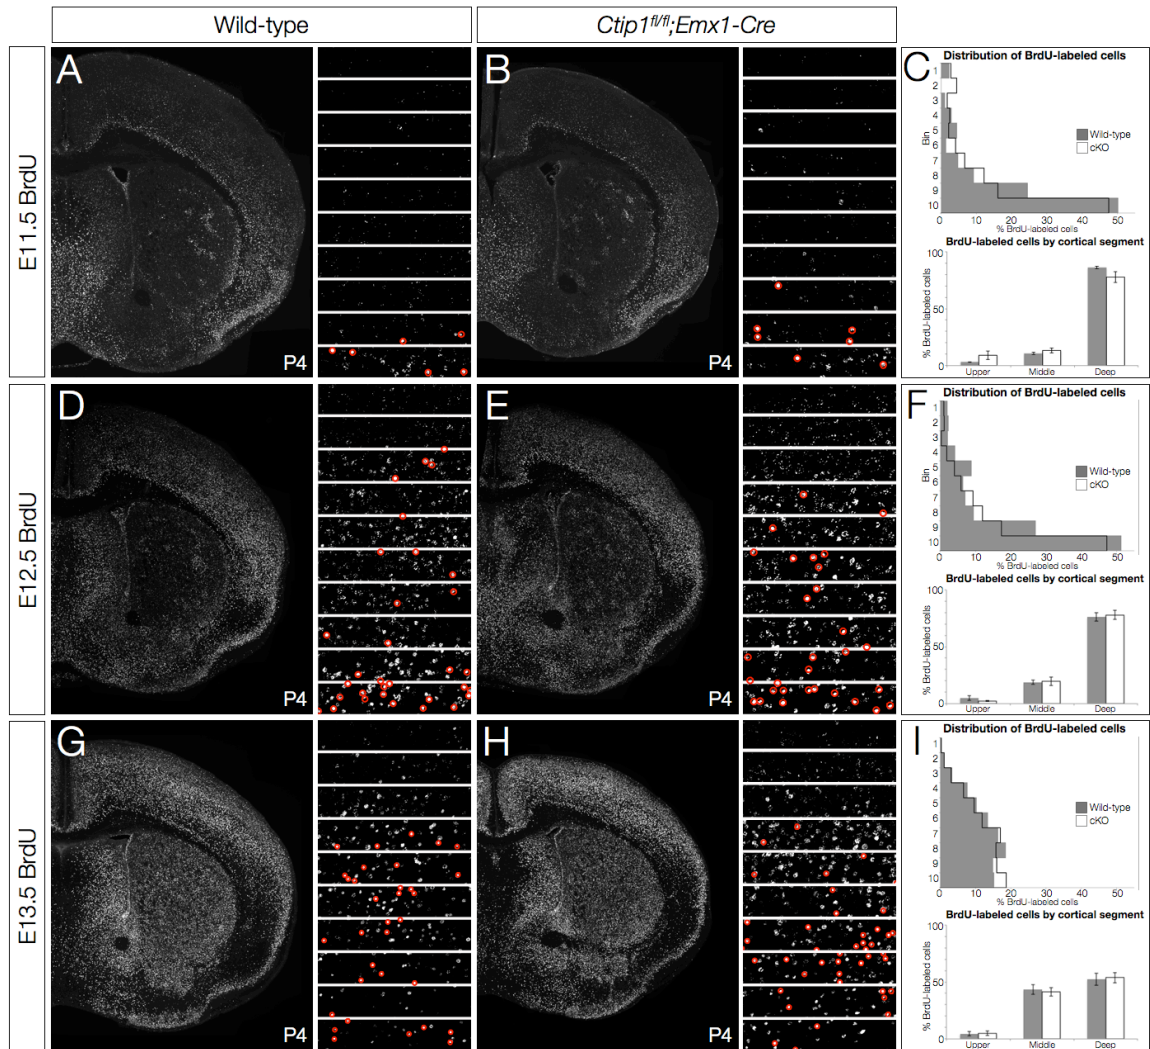 Wild-type
Ctip1fl/fl;Emx1-Cre
E11.5 BrdU
A
P4
B
P4
C
Distribution of BrdU-labeled cells
Bin
1
2
3
4
5
6
7
8
9
10
Wild-type
cKO
0 10 20 30 40 50
% BrdU-labeled cells
BrdU-labeled cells by cortical segment
% BrdU-labeled cells
100
50
0
Upper Middle Deep
E12.5 BrdU
D
P4
E
P4
F
Distribution of BrdU-labeled cells
Bin
1
2
3
4
5
6
7
8
9
10
Wild-type
cKO
0 10 20 30 40 50
% BrdU-labeled cells
BrdU-labeled cells by cortical segment
% BrdU-labeled cells
100
50
0
Upper Middle Deep
E13.5 BrdU
G
P4
H
P4
I
Distribution of BrdU-labeled cells
Bin
1
2
3
4
5
6
7
8
9
10
Wild-type
cKO
0 10 20 30 40 50
% BrdU-labeled cells
BrdU-labeled cells by cortical segment
% BrdU-labeled cells
100
50
0
Upper Middle Deep